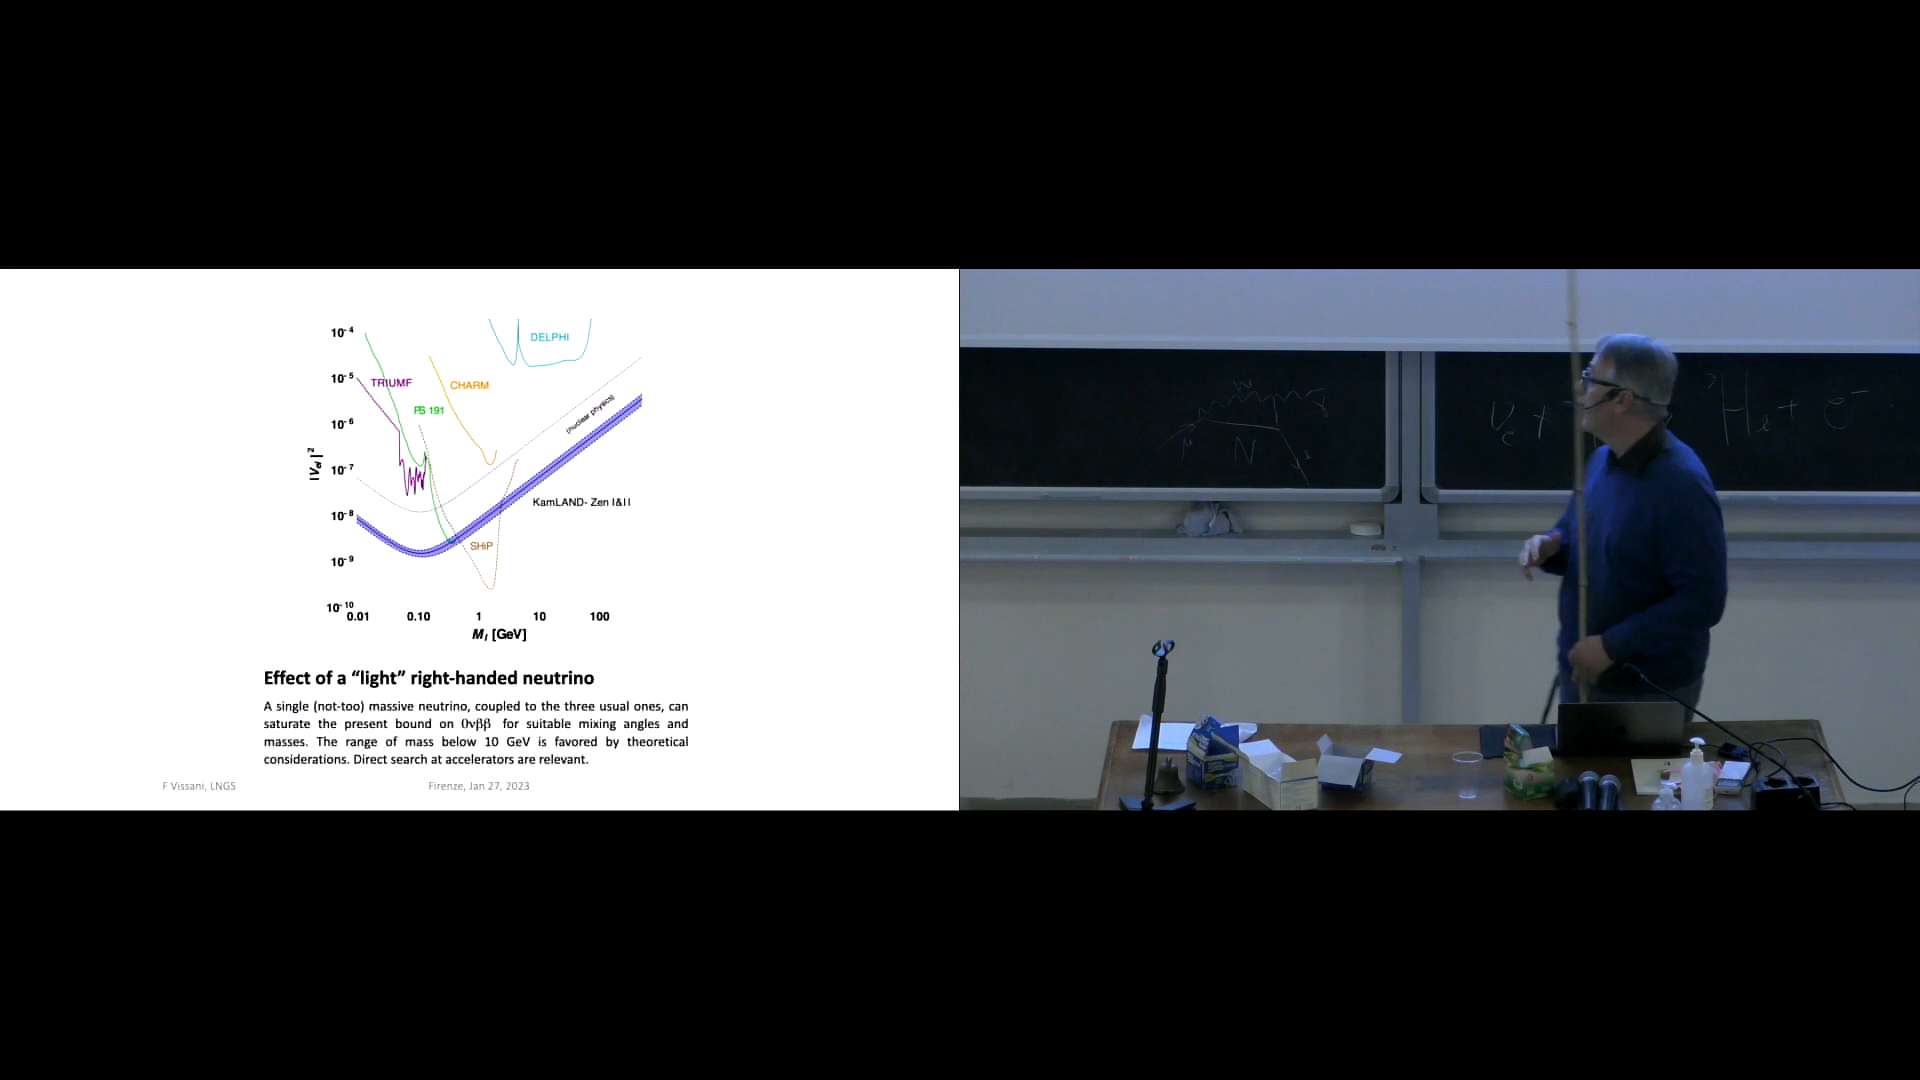 10-4
DELPHI
10-5
TRIUMF
CHARM
PS 191
10-6
(nuclear physics)
|Vel|2
10-7
KamLAND- Zen I&II
10-8
SHiP
10-9
10-10
0.01 0.10 1 10 100
MI [GeV]
Effect of a “light” right-handed neutrino
A single (not-too) massive neutrino, coupled to the three usual ones, can
saturate the present bound on 0νββ for suitable mixing angles and
masses. The range of mass below 10 GeV is favored by theoretical
considerations. Direct search at accelerators are relevant.
F Vissani, LNGS
Firenze, Jan 27, 2023
W
μ
N
νe +
3He + e-